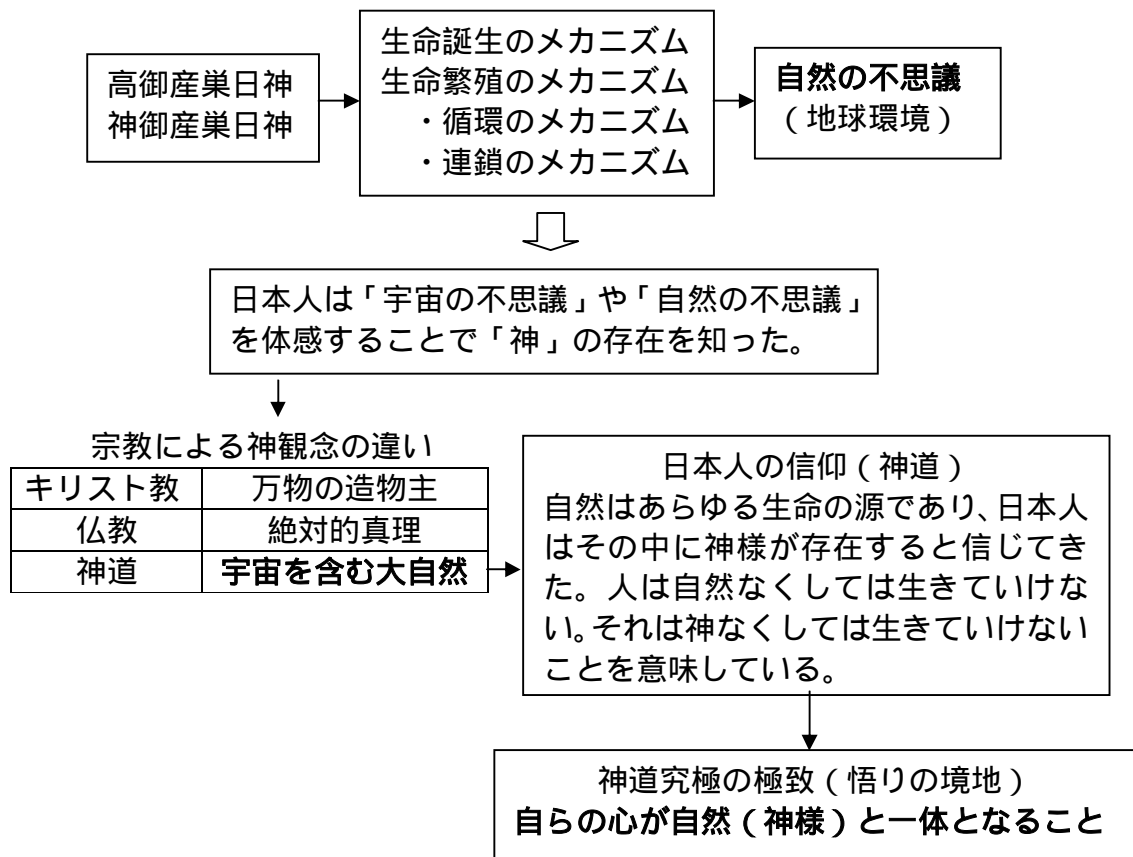 高御産巣日神
神御産巣日神
生命誕生のメカニズム
生命繁殖のメカニズム
・循環のメカニズム
・連鎖のメカニズム
自然の不思議
(地球環境)
日本人は「宇宙の不思議」や「自然の不思議」
を体感することで「神」の存在を知った。
宗教による神観念の違い
キリスト教 万物の造物主
仏教 絶対的真理
神道 宇宙を含む大自然
日本人の信仰(神道)
自然はあらゆる生命の源であり、日本人
はその中に神様が存在すると信じてき
た。人は自然なくしては生きていけな
い。それは神なくしては生きていけない
ことを意味している。
神道究極の極致(悟りの境地)
自らの心が自然(神様)と一体となること